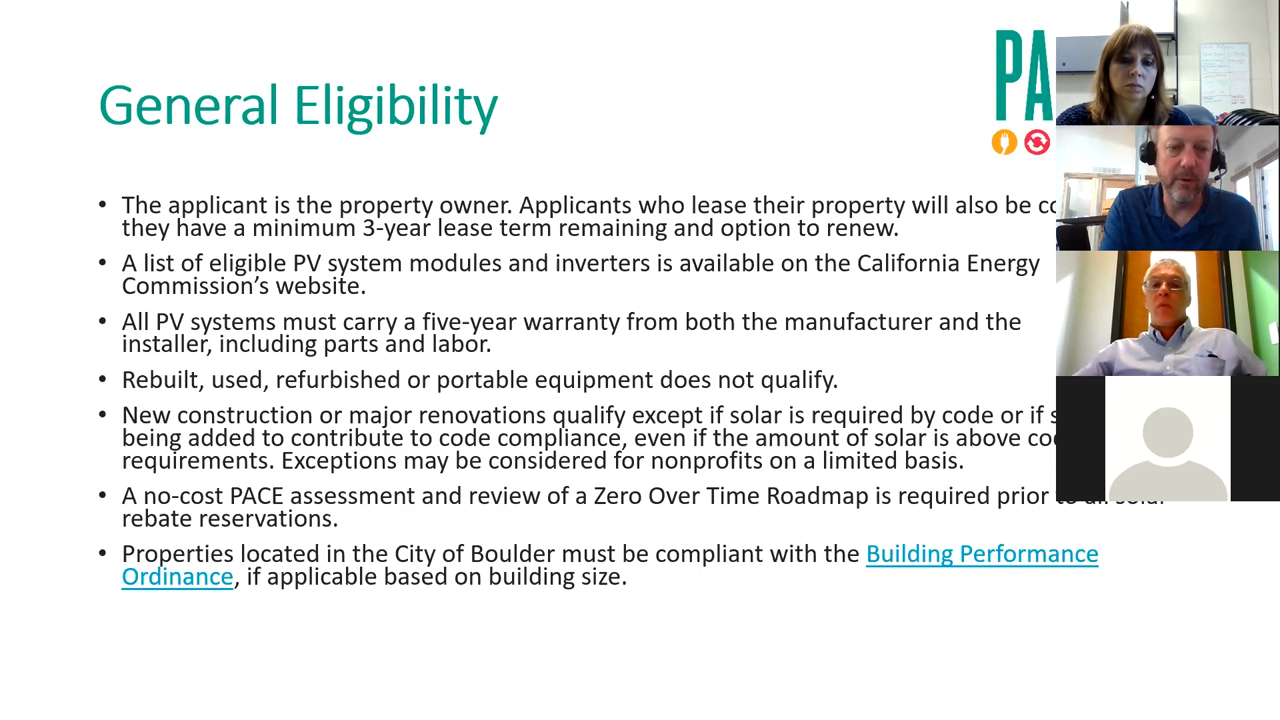 PA
General Eligibility
• The applicant is the property owner. Applicants who lease their property will also be
they have a minimum 3-year lease term remaining and option to renew.
• A list of eligible PV system modules and inverters is available on the California Energy
Commission’s website.
• All PV systems must carry a five-year warranty from both the manufacturer and the
installer, including parts and labor.
• Rebuilt, used, refurbished or portable equipment does not qualify.
• New construction or major renovations qualify except if solar is required by code or if
being added to contribute to code compliance, even if the amount of solar is above
requirements. Exceptions may be considered for nonprofits on a limited basis.
• A no-cost PACE assessment and review of a Zero Over Time Roadmap is required prior to all solar
rebate reservations.
• Properties located in the City of Boulder must be compliant with the Building Performance
Ordinance, if applicable based on building size.